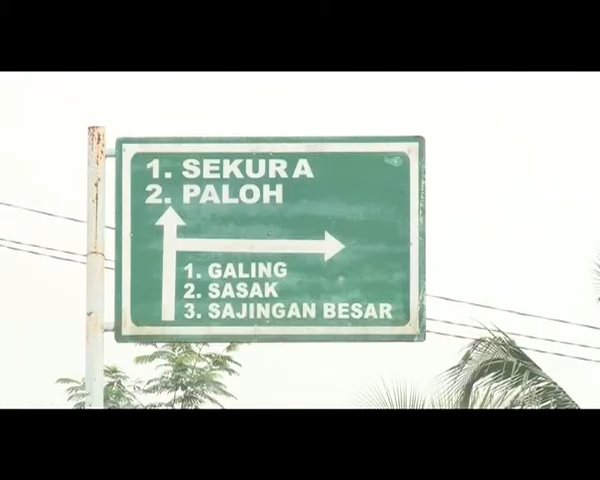 1. SEKURA
2. PALOH
1. GALING
2. SASAK
3. SAJINGAN BESAR